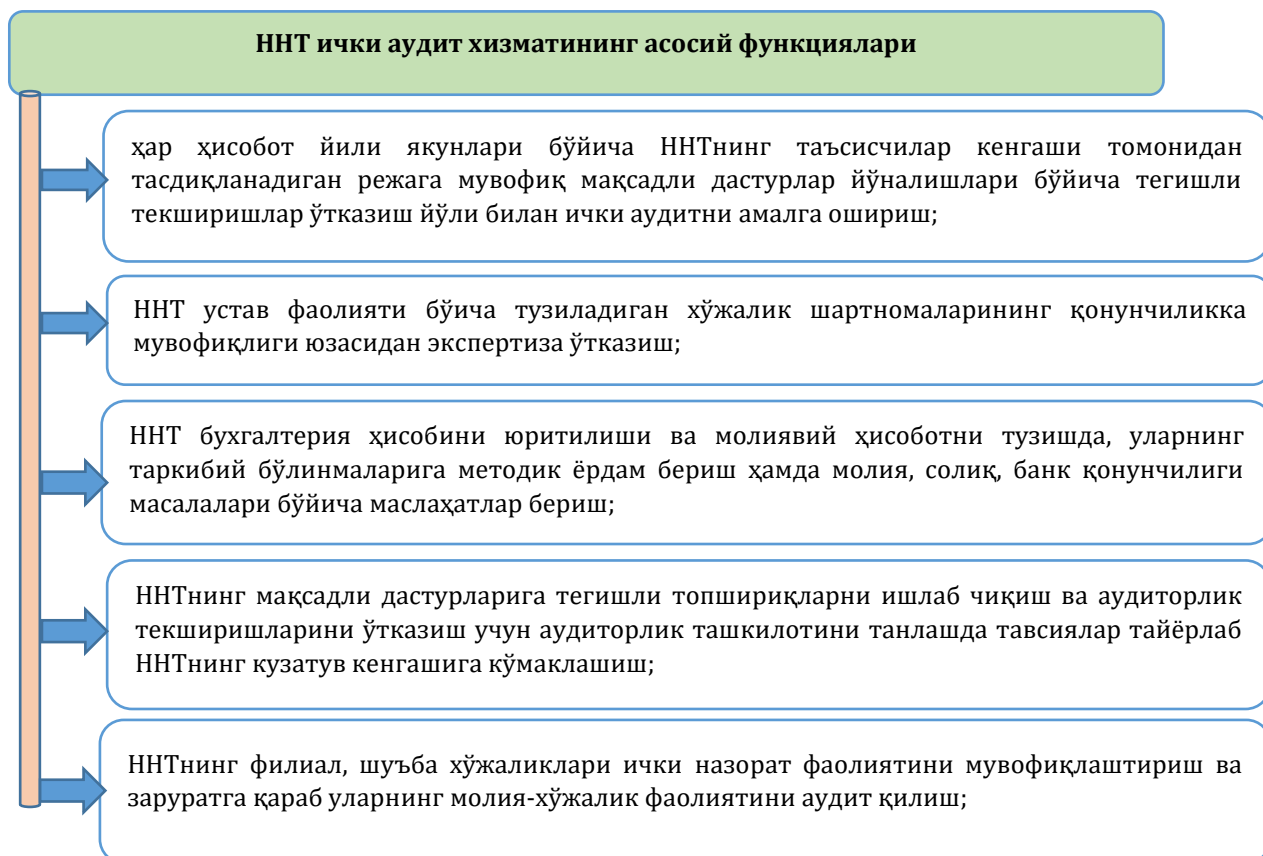 ННТ ички аудит хизматининг асосий функциялари
ҳар ҳисобот йили якунлари бўйича ННТнинг таъсисчилар кенгаши томонидан
тасдиқланадиган режага мувофиқ мақсадли дастурлар йўналишлари бўйича тегишли
текширишлар ўтказиш йўли билан ички аудитни амалга ошириш;
ННТ устав фаолияти бўйича тузиладиган хўжалик шартномаларининг қонунчиликка
мувофиқлиги юзасидан экспертиза ўтказиш;
ННТ бухгалтерия ҳисобини юритилиши ва молиявий ҳисоботни тузишда, уларнинг
таркибий бўлинмаларига методик ёрдам бериш ҳамда молия, солиқ, банк қонунчилиги
масалалари бўйича маслаҳатлар бериш;
ННТнинг мақсадли дастурларига тегишли топшириқларни ишлаб чиқиш ва аудиторлик
текширишларини ўтказиш учун аудиторлик ташкилотини танлашда тавсиялар тайёрлаб
ННТнинг кузатув кенгашига кўмаклашиш;
ННТнинг филиал, шуъба хўжаликлари ички назорат фаолиятини мувофиқлаштириш ва
заруратга қараб уларнинг молия-хўжалик фаолиятини аудит қилиш;